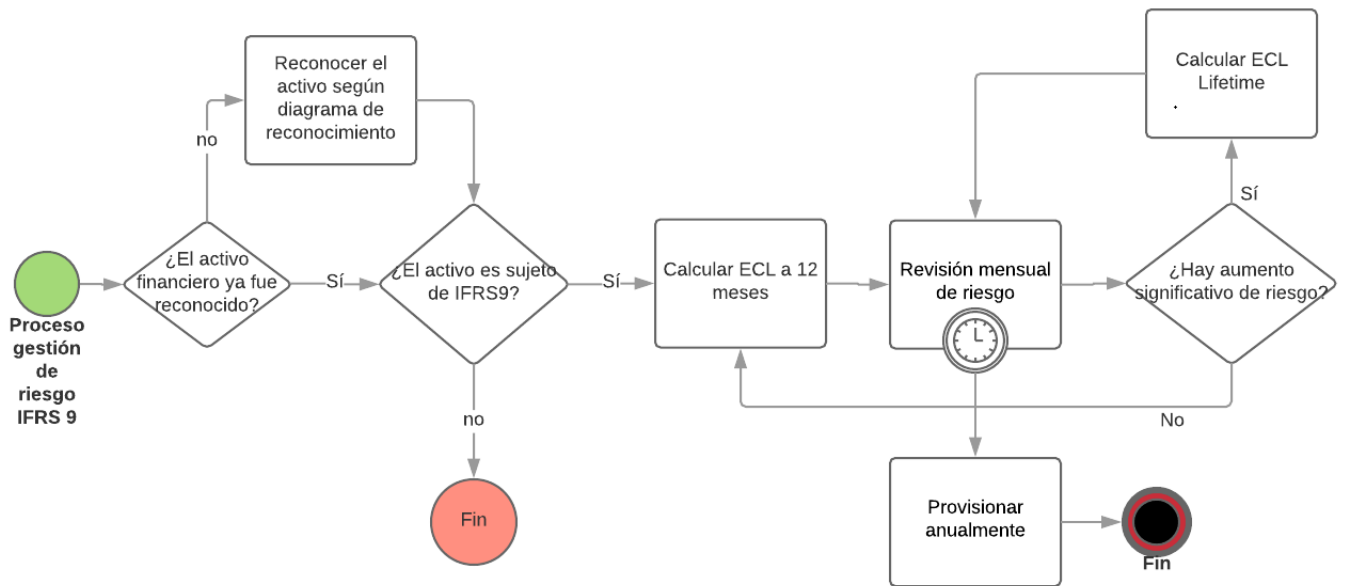 Proceso
gestión
de
riesgo
IFRS 9
¿El activo
financiero ya fue
reconocido?
no
Reconocer el
activo según
diagrama de
reconocimiento
Sí
¿El activo es sujeto
de IFRS9?
no
Fin
Sí
Calcular ECL a 12
meses
Revisión mensual
de riesgo
¿Hay aumento
significativo de riesgo?
Sí
Calcular ECL
Lifetime
.
No
Provisionar
anualmente
Fin